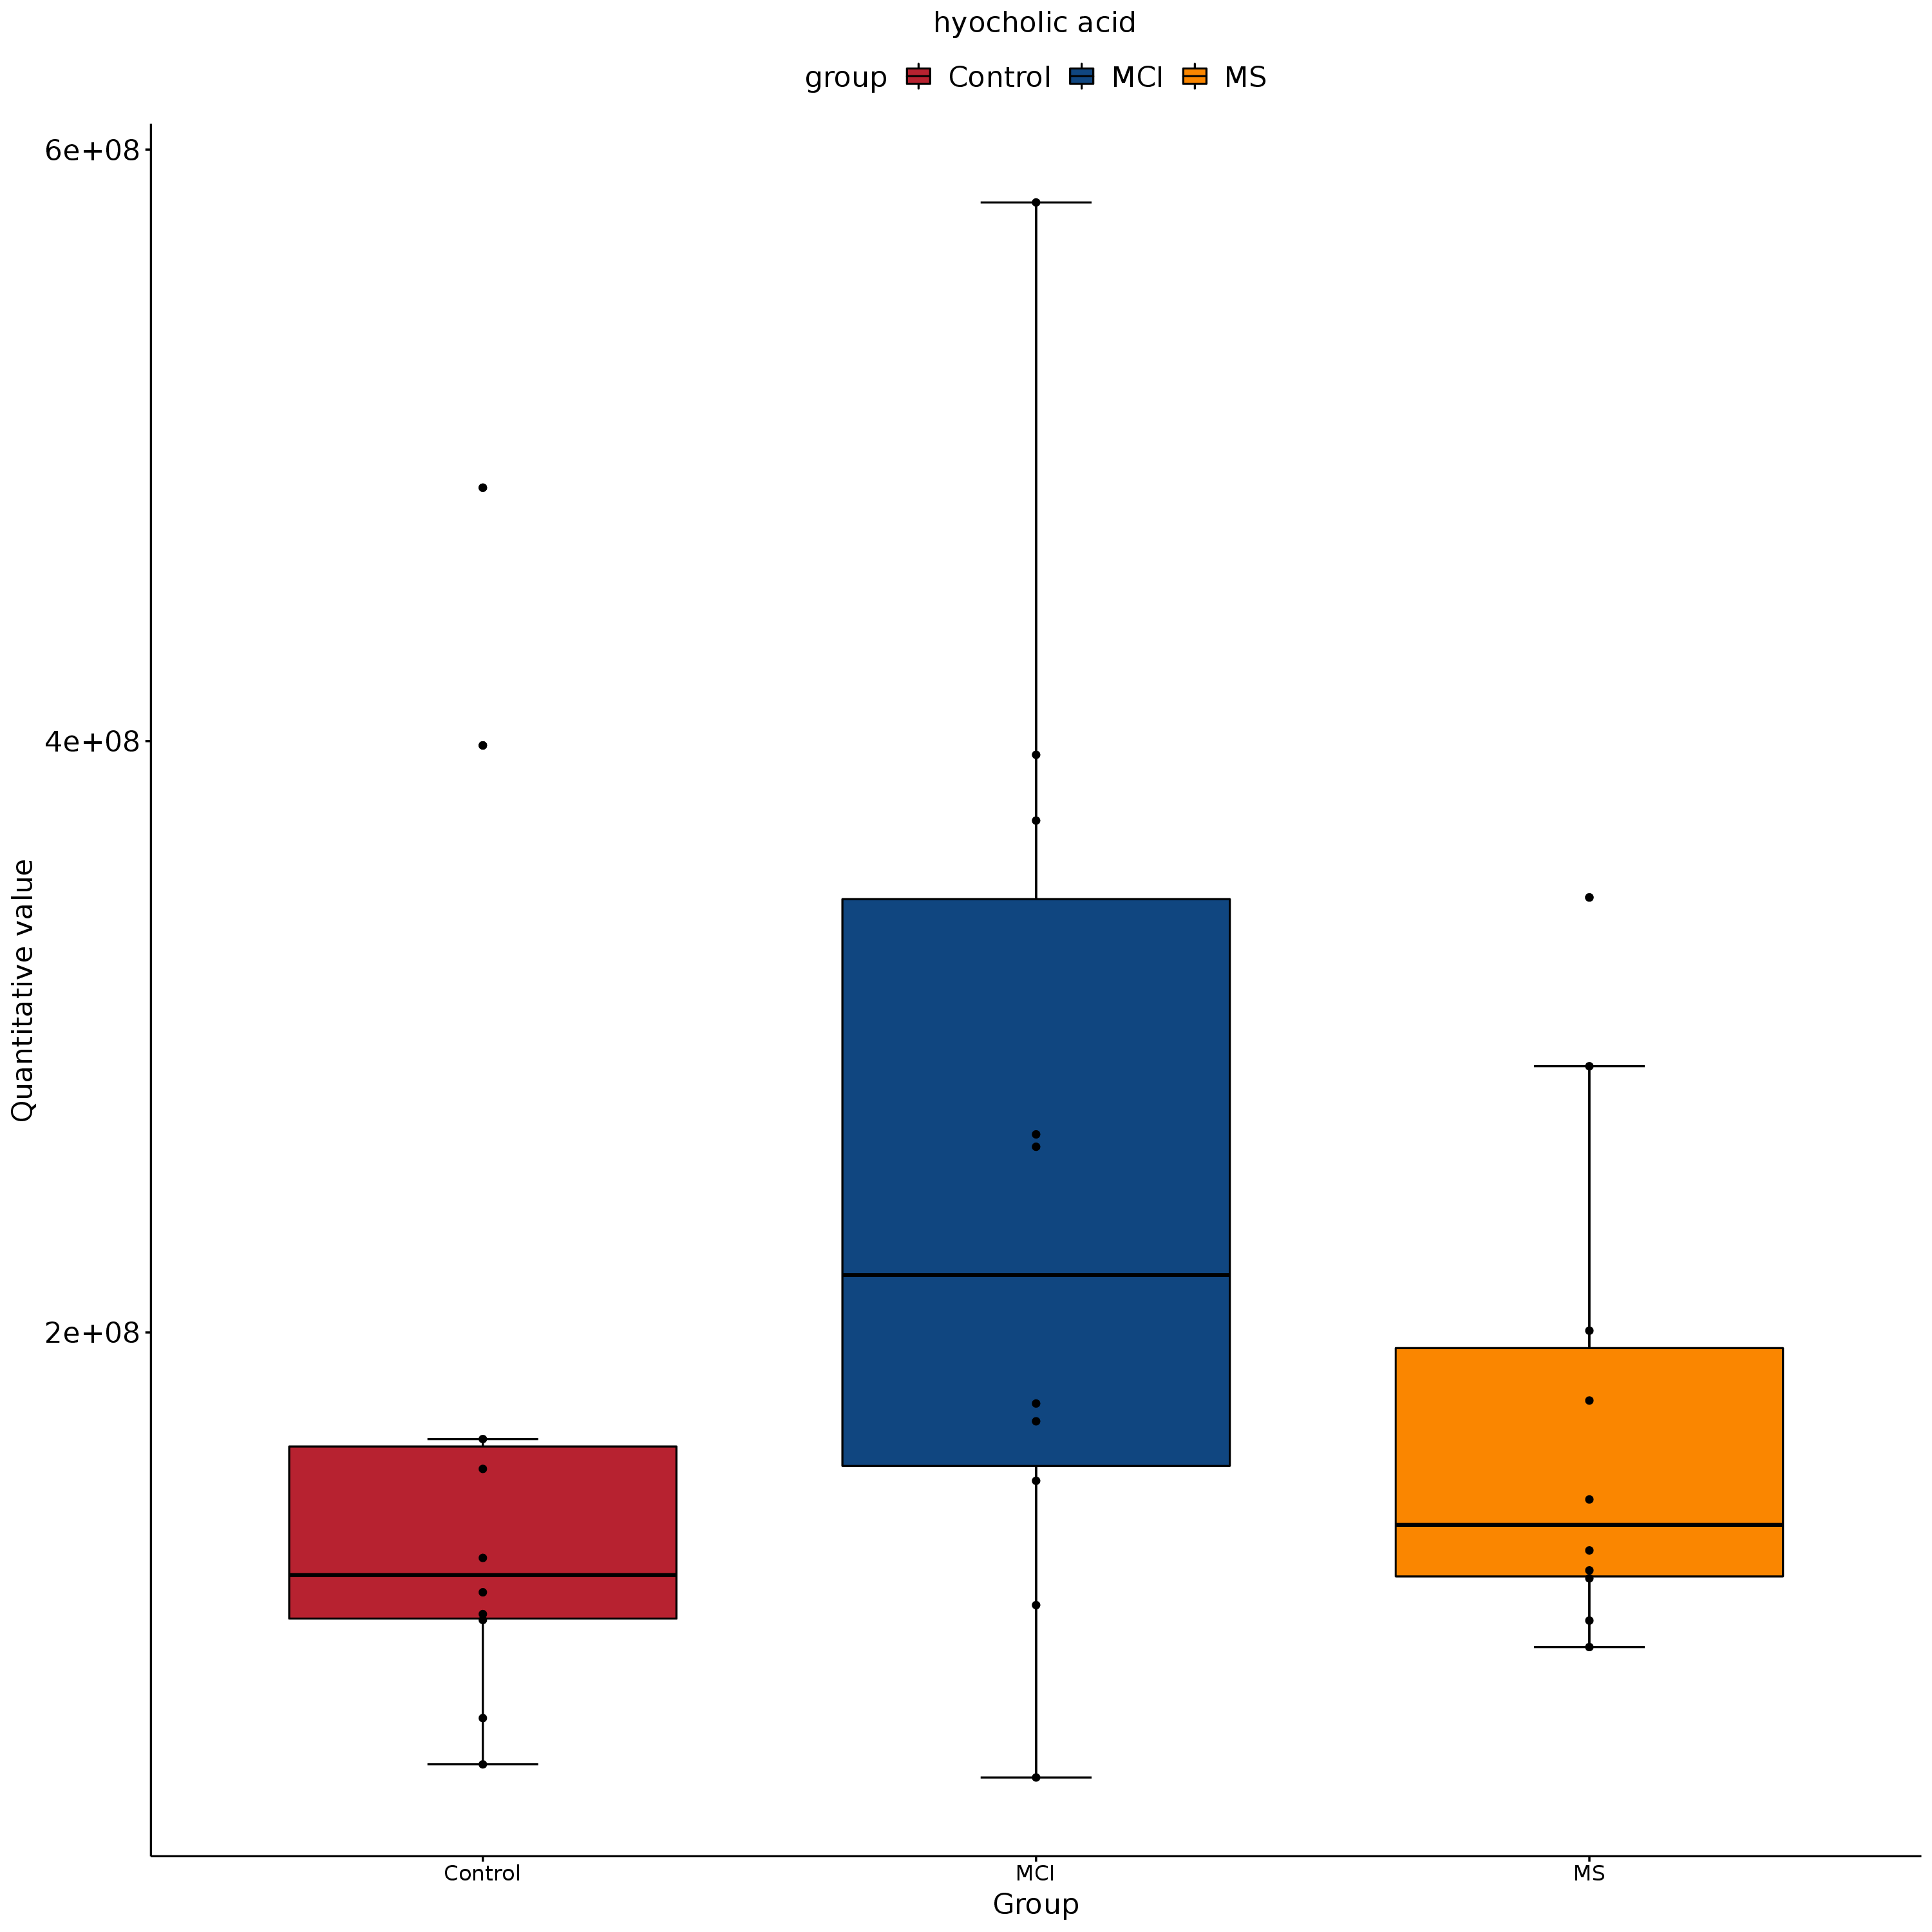 hyocholic acid
group Control MCI MS
6e+08
4e+08
2e+08
Quantitative value
Control MCI MS
Group